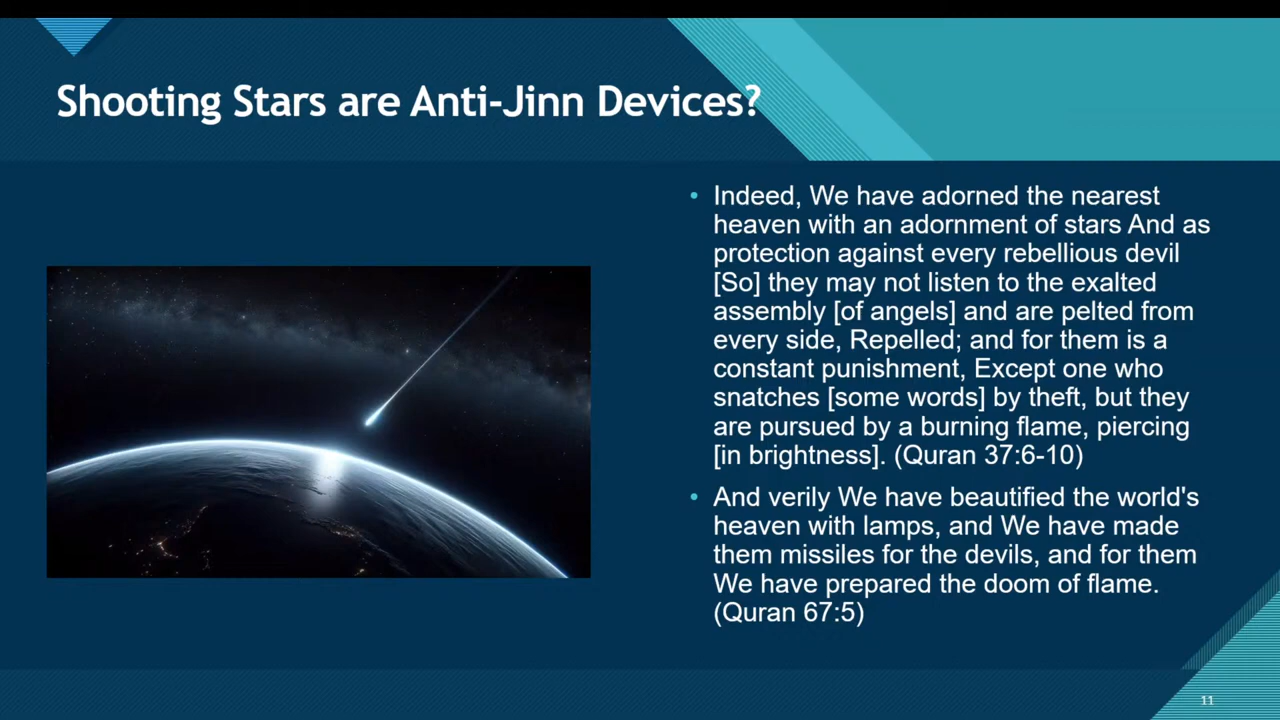 Shooting Stars are Anti-Jinn Devices?
• Indeed, We have adorned the nearest
heaven with an adornment of stars And as
protection against every rebellious devil
[So] they may not listen to the exalted
assembly [of angels] and are pelted from
every side, Repelled; and for them is a
constant punishment, Except one who
snatches [some words] by theft, but they
are pursued by a burning flame, piercing
[in brightness]. (Quran 37:6-10)
• And verily We have beautified the world's
heaven with lamps, and We have made
them missiles for the devils, and for them
We have prepared the doom of flame.
(Quran 67:5)
11